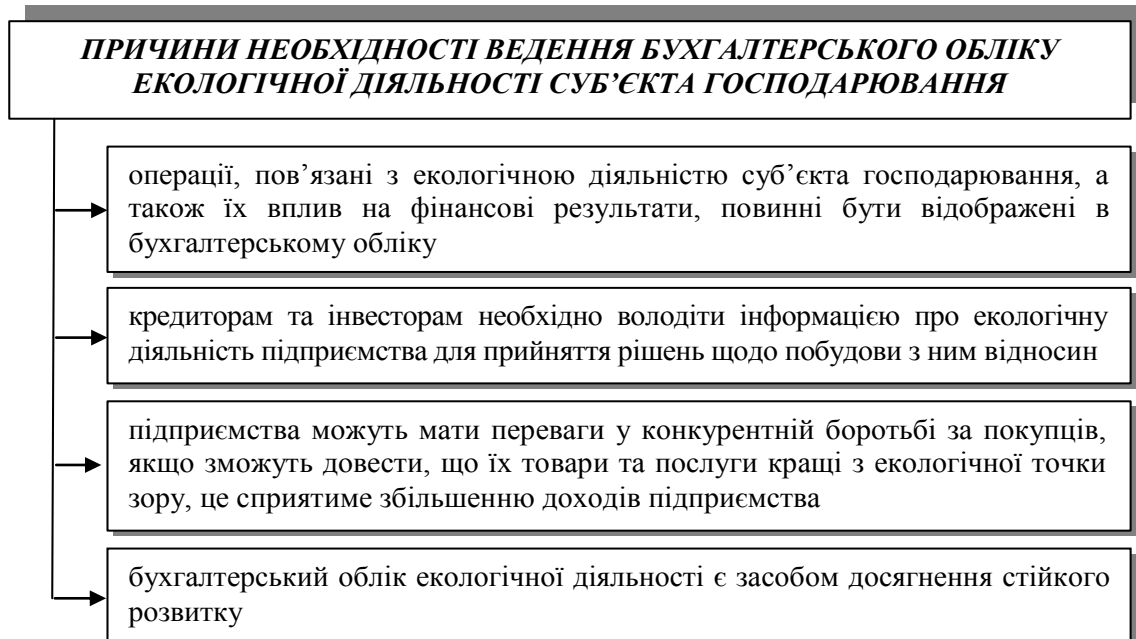 ПРИЧИНИ НЕОБХІДНОСТІ ВЕДЕННЯ БУХГАЛТЕРСЬКОГО ОБЛІКУ
ЕКОЛОГІЧНОЇ ДІЯЛЬНОСТІ СУБ’ЄКТА ГОСПОДАРЮВАННЯ
операції, пов’язані з екологічною діяльністю суб’єкта господарювання, а
також їх вплив на фінансові результати, повинні бути відображені в
бухгалтерському обліку
кредиторам та інвесторам необхідно володіти інформацією про екологічну
діяльність підприємства для прийняття рішень щодо побудови з ним відносин
підприємства можуть мати переваги у конкурентній боротьбі за покупців,
якщо зможуть довести, що їх товари та послуги кращі з екологічної точки
зору, це сприятиме збільшенню доходів підприємства
бухгалтерський облік екологічної діяльності є засобом досягнення стійкого
розвитку